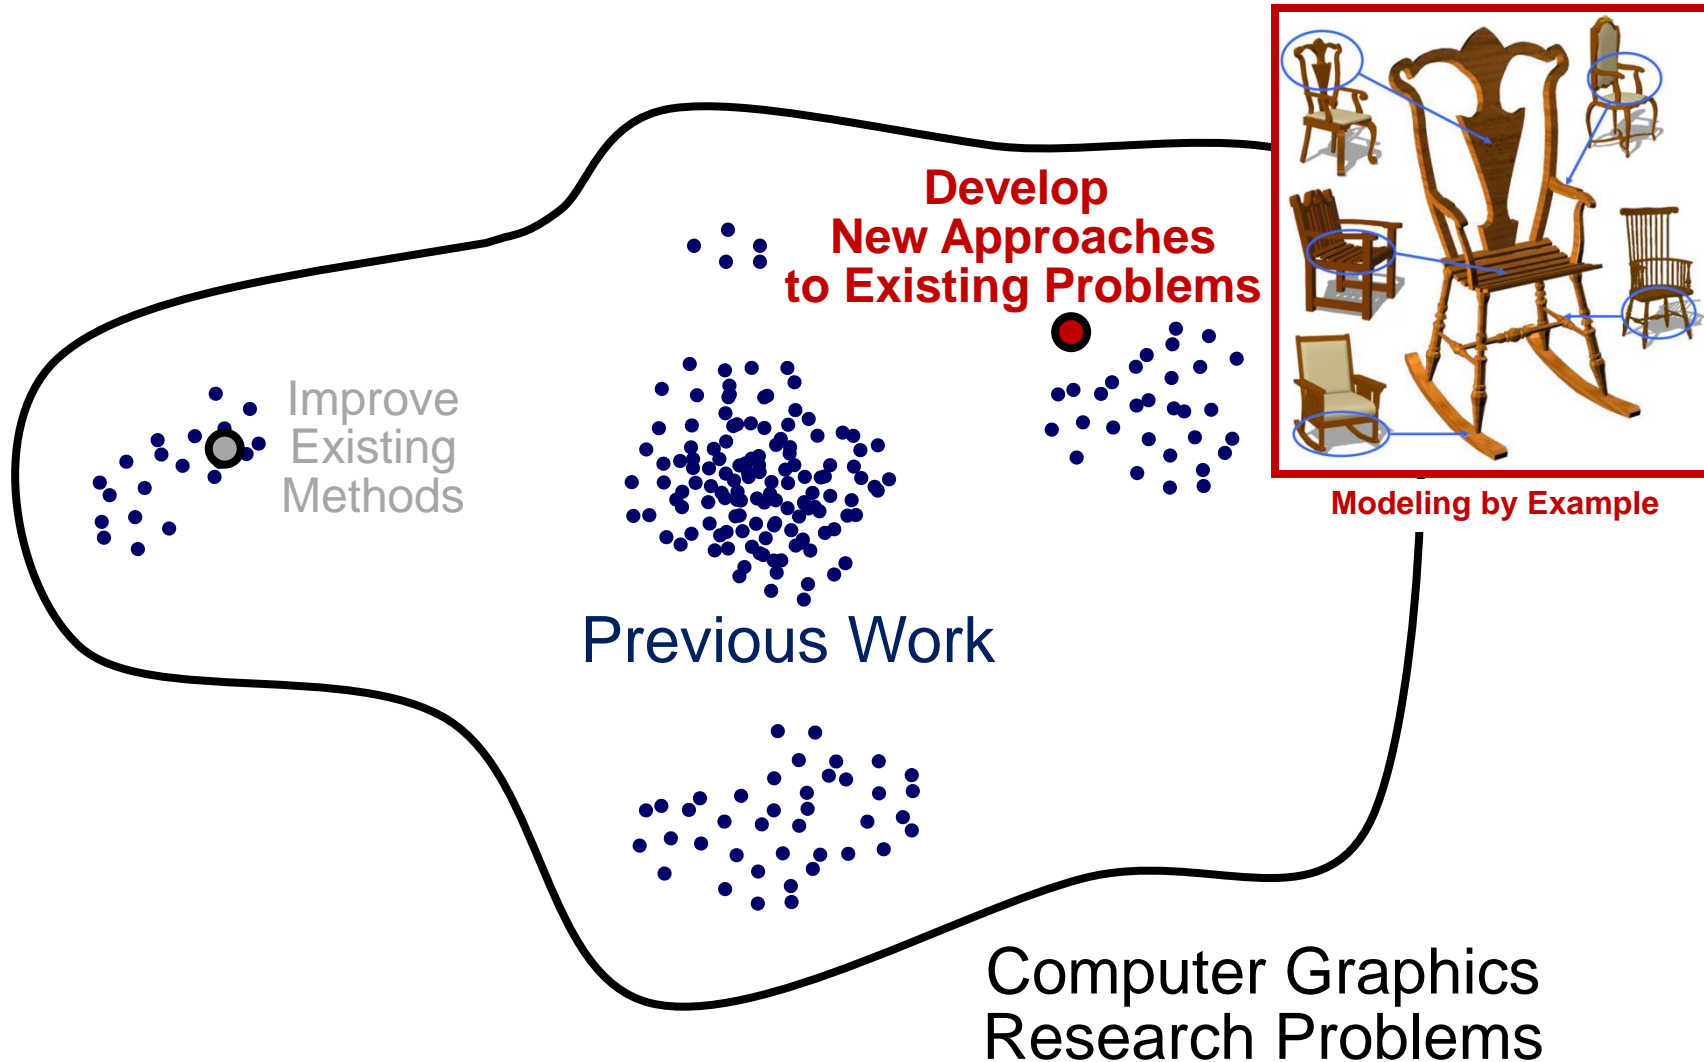 Develop
New Approaches
to Existing Problems
Improve
Existing
Methods
Modeling by Example
Previous Work
Computer Graphics
Research Problems